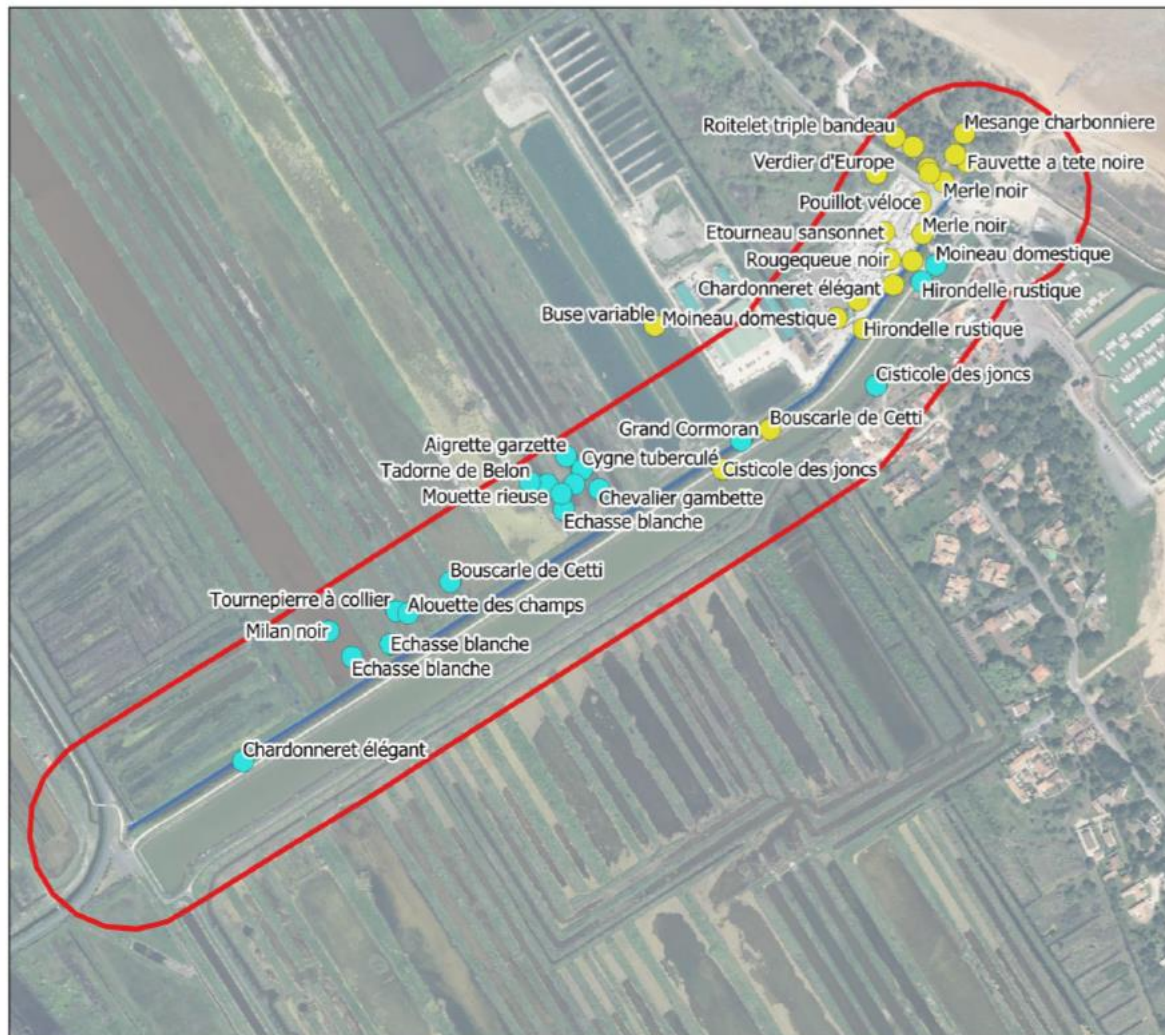 Roitelet triple bandeau
Mesange charbonniere
Verdier d'Europe
Fauvette a tete noire
Merle noir
Pouillot véloce
Etourneau sansonnet
Merle noir
Moineau domestique
Rougequeue noir
Chardonneret élégant
Hirondelle rustique
Buse variable
Moineau domestique
Hirondelle rustique
Cisticole des joncs
Bouscarle de Cetti
Grand Cormoran
Aigrette garzette
Cygne tuberculé
Tadorne de Belon
Cisticole des joncs
Mouette rieuse
Chevalier gambette
Echasse blanche
Bouscarle de Cetti
Tournepierre à collier
Alouette des champs
Milan noir
Echasse blanche
Echasse blanche
Chardonneret élégant